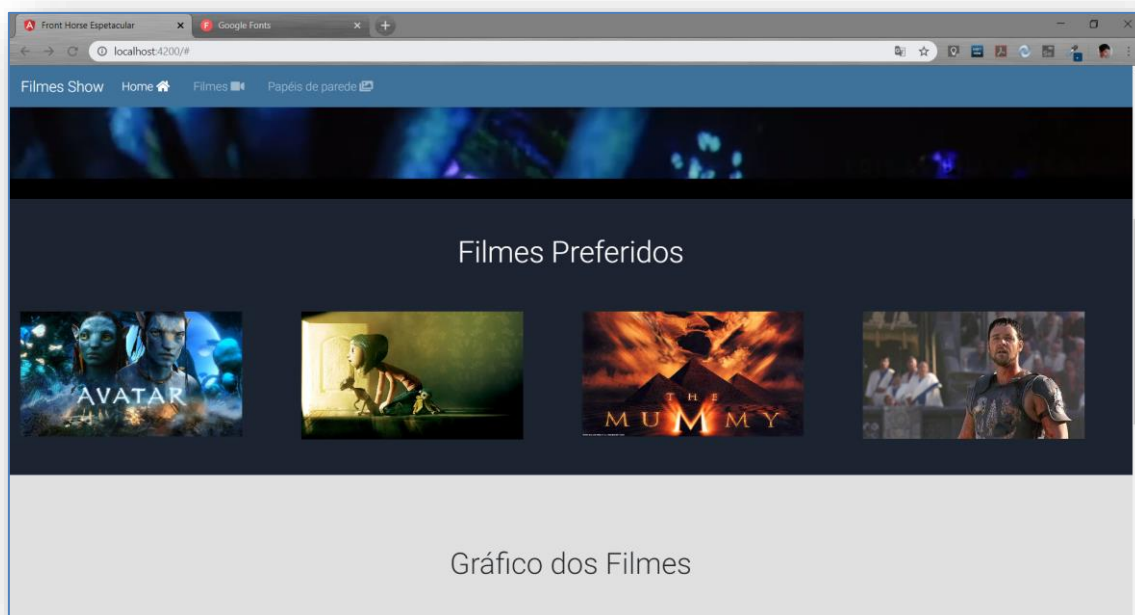 Front Horse Espetacular
Google Fonts
localhost:4200/#
Filmes Show Home Filmes Papéis de parede
Filmes Preferidos
AVATAR
THE
MUMMY
Gráfico dos Filmes